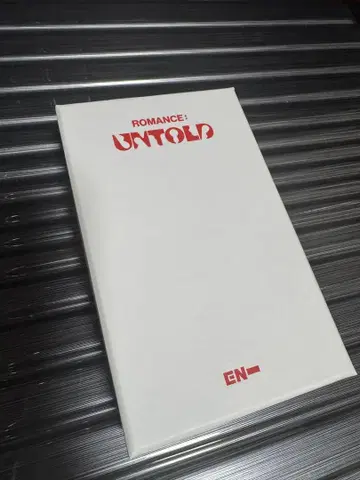 ROMANCE :
UNTOLD
EN-